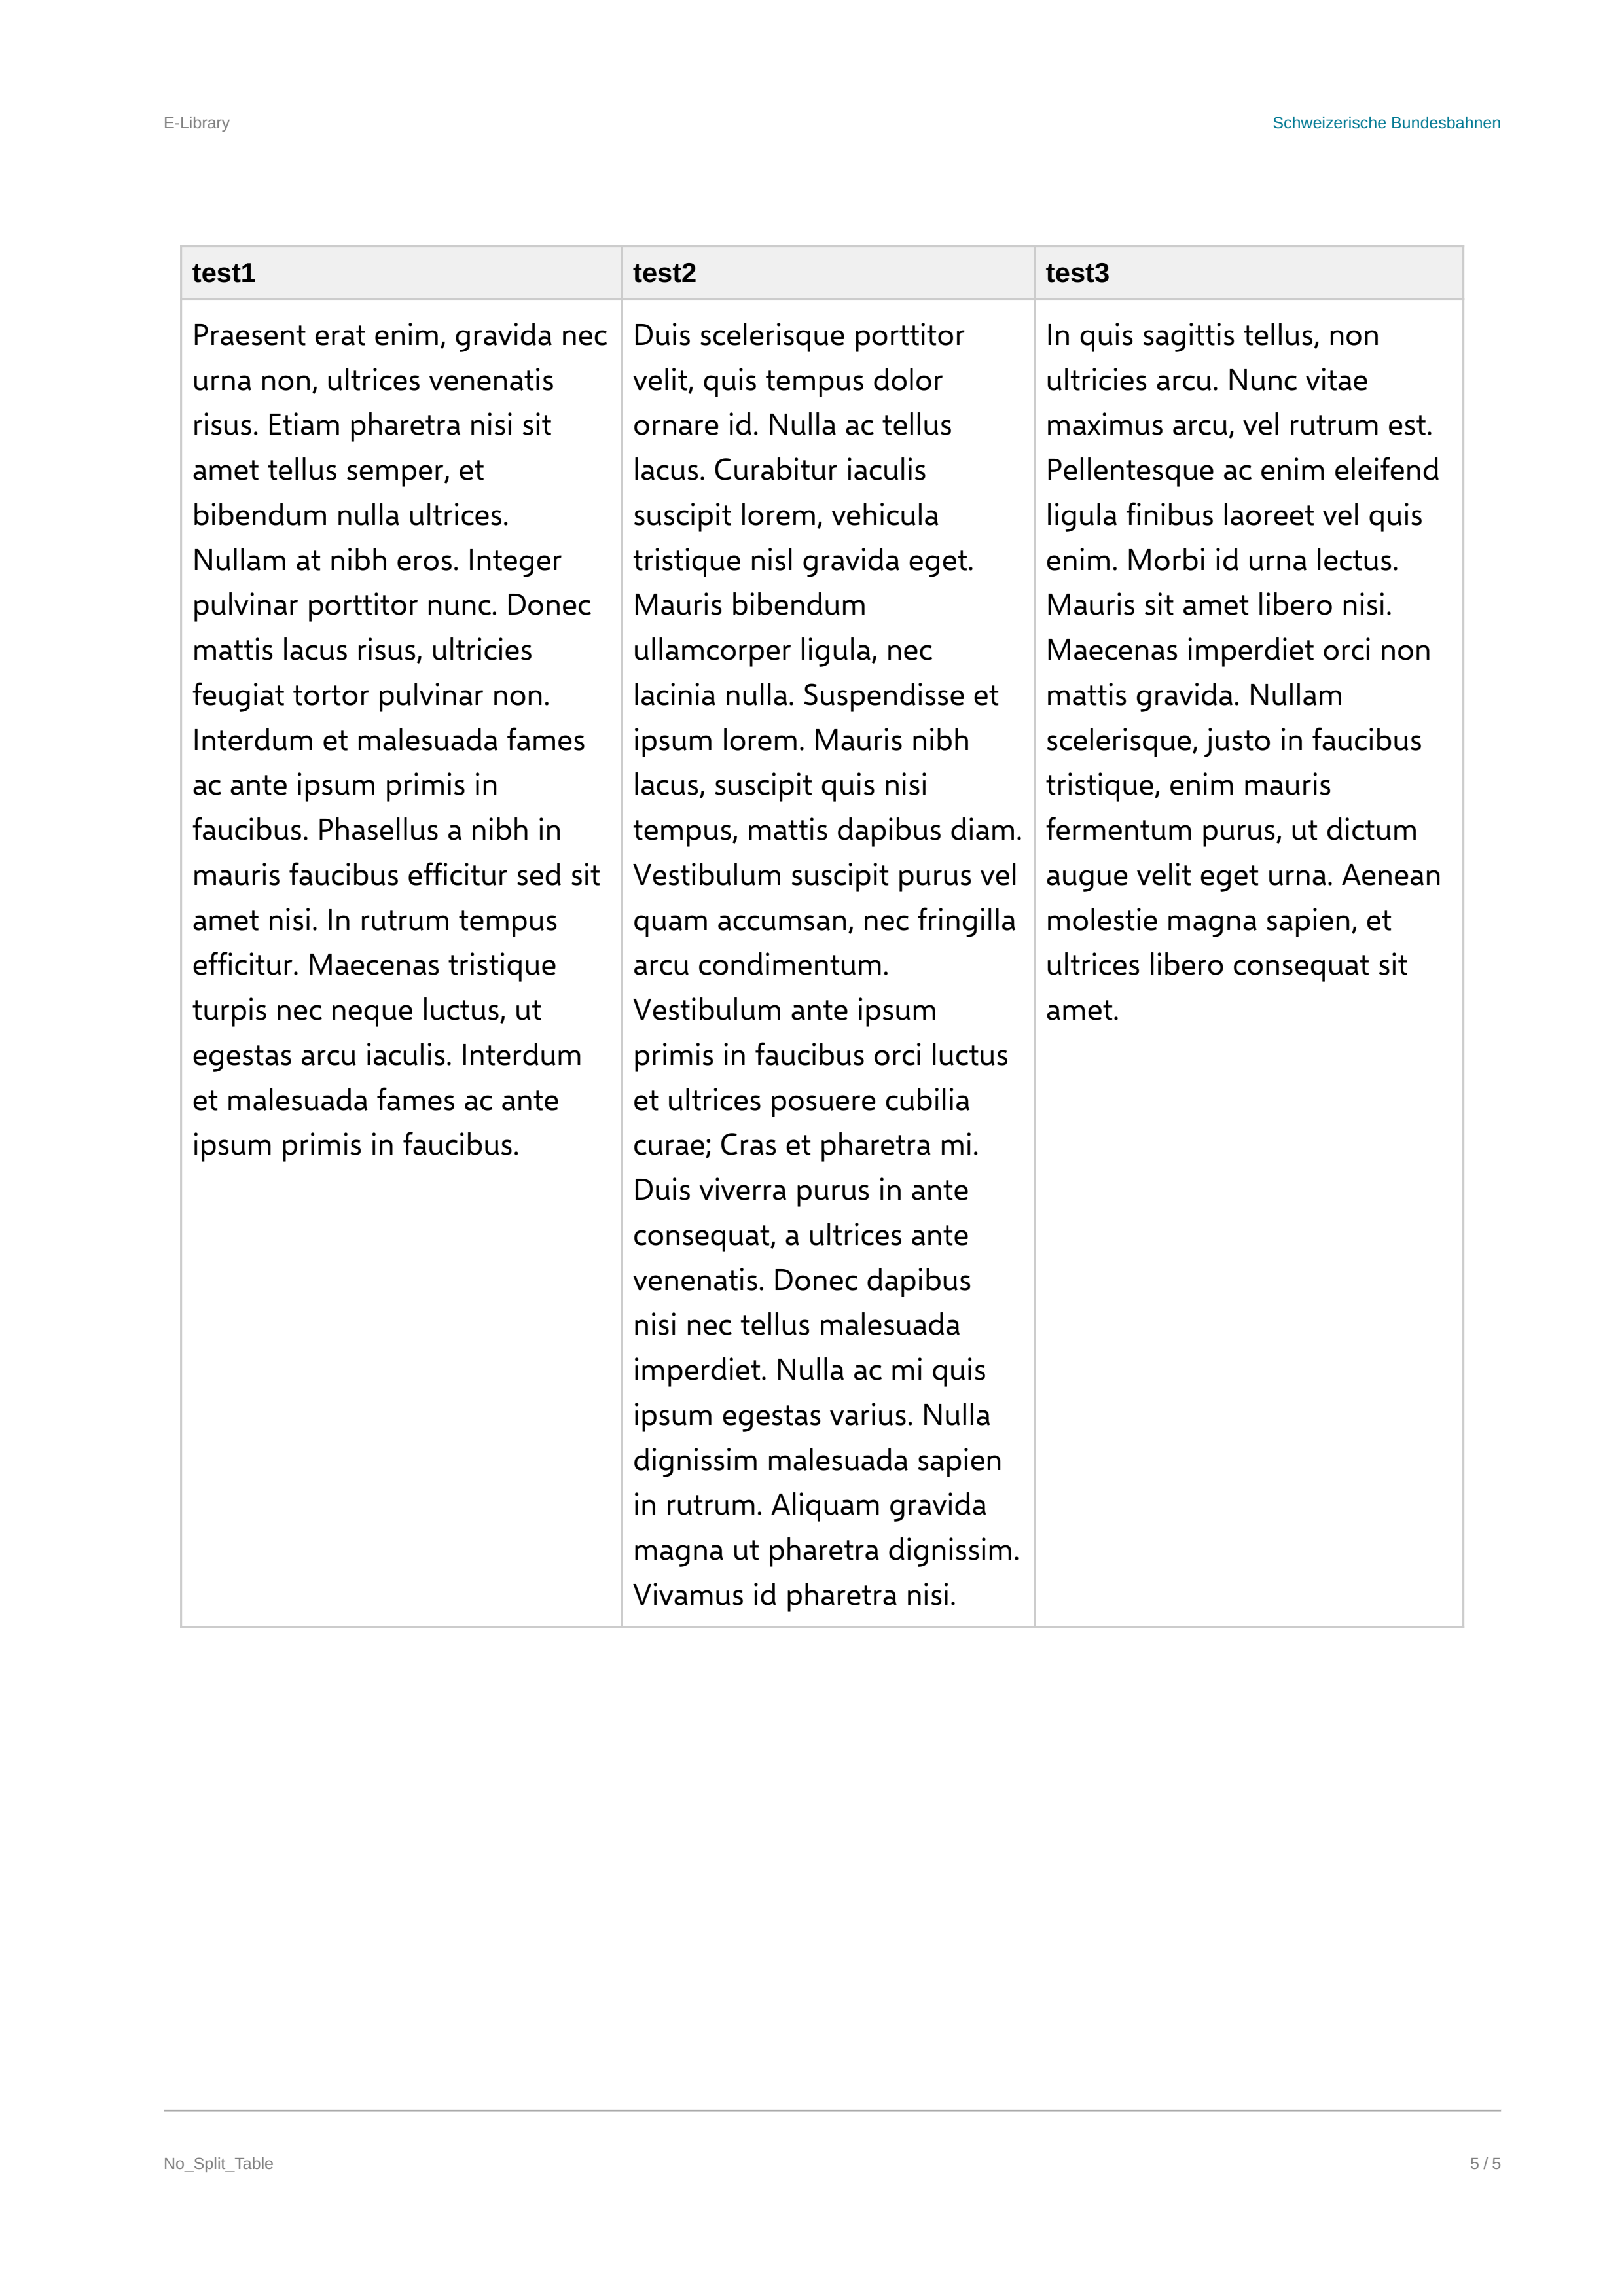 E-Library
Schweizerische Bundesbahnen
test1
test2
test3
Praesent erat enim, gravida nec
urna non, ultrices venenatis
risus. Etiam pharetra nisi sit
amet tellus semper, et
bibendum nulla ultrices.
Nullam at nibh eros. Integer
pulvinar porttitor nunc. Donec
mattis lacus risus, ultricies
feugiat tortor pulvinar non.
Interdum et malesuada fames
ac ante ipsum primis in
faucibus. Phasellus a nibh in
mauris faucibus efficitur sed sit
amet nisi. In rutrum tempus
efficitur. Maecenas tristique
turpis nec neque luctus, ut
egestas arcu iaculis. Interdum
et malesuada fames ac ante
ipsum primis in faucibus.
Duis scelerisque porttitor
velit, quis tempus dolor
ornare id. Nulla ac tellus
lacus. Curabitur iaculis
suscipit lorem, vehicula
tristique nisl gravida eget.
Mauris bibendum
ullamcorper ligula, nec
lacinia nulla. Suspendisse et
ipsum lorem. Mauris nibh
lacus, suscipit quis nisi
tempus, mattis dapibus diam.
Vestibulum suscipit purus vel
quam accumsan, nec fringilla
arcu condimentum.
Vestibulum ante ipsum
primis in faucibus orci luctus
et ultrices posuere cubilia
curae; Cras et pharetra mi.
Duis viverra purus in ante
consequat, a ultrices ante
venenatis. Donec dapibus
nisi nec tellus malesuada
imperdiet. Nulla ac mi quis
ipsum egestas varius. Nulla
dignissim malesuada sapien
in rutrum. Aliquam gravida
magna ut pharetra dignissim.
Vivamus id pharetra nisi.
In quis sagittis tellus, non
ultricies arcu. Nunc vitae
maximus arcu, vel rutrum est.
Pellentesque ac enim eleifend
ligula finibus laoreet vel quis
enim. Morbi id urna lectus.
Mauris sit amet libero nisi.
Maecenas imperdiet orci non
mattis gravida. Nullam
scelerisque, justo in faucibus
tristique, enim mauris
fermentum purus, ut dictum
augue velit eget urna. Aenean
molestie magna sapien, et
ultrices libero consequat sit
amet.
No_Split_Table
5 / 5